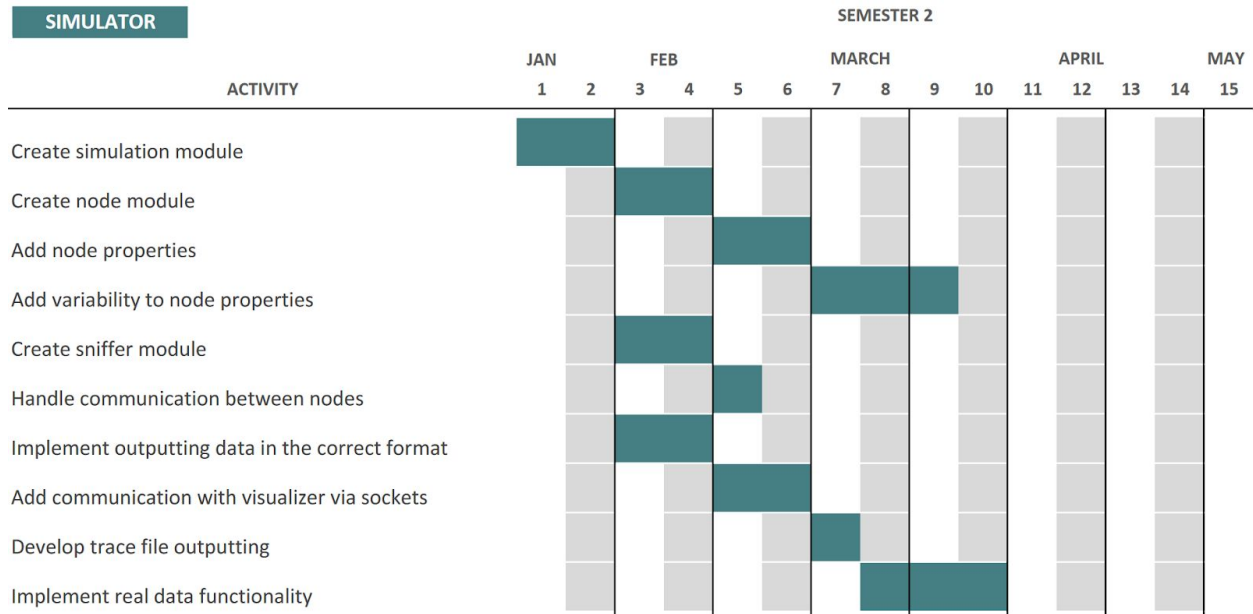 SIMULATOR
SEMESTER 2
JAN FEB MARCH APRIL MAY
ACTIVITY 1 2 3 4 5 6 7 8 9 10 11 12 13 14 15
Create simulation module
Create node module
Add node properties
Add variability to node properties
Create sniffer module
Handle communication between nodes
Implement outputting data in the correct format
Add communication with visualizer via sockets
Develop trace file outputting
Implement real data functionality